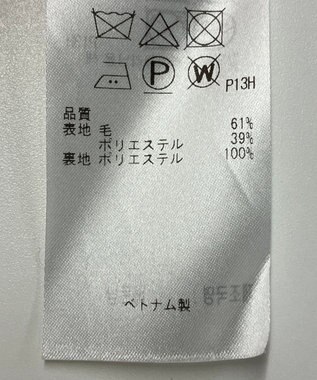 P W P13H
品質
表地 毛 61%
ポリエステル 39%
裏地 ポリエステル 100%
ベトナム製